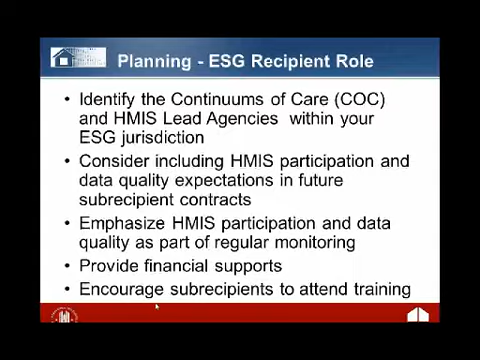 Planning - ESG Recipient Role
• Identify the Continuums of Care (COC)
and HMIS Lead Agencies within your
ESG jurisdiction
• Consider including HMIS participation and
data quality expectations in future
subrecipient contracts
• Emphasize HMIS participation and data
quality as part of regular monitoring
• Provide financial supports
• Encourage subrecipients to attend training